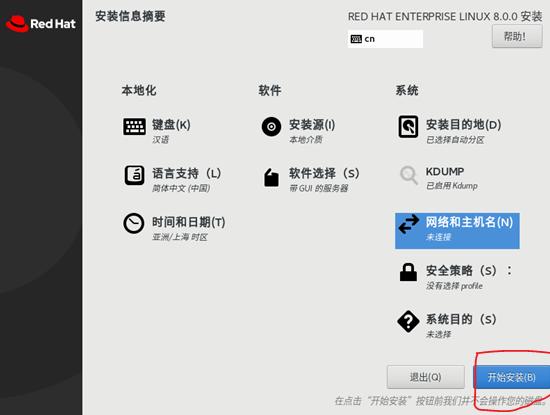 Red Hat
安装信息摘要
RED HAT ENTERPRISE LINUX 8.0.0 安装
cn
帮助!
本地化
键盘(K)
汉语
语言支持（L）
简体中文 (中国)
时间和日期(T)
亚洲/上海 时区
软件
安装源(I)
本地介质
软件选择（S）
带 GUI 的服务器
系统
安装目的地(D)
已选择自动分区
KDUMP
已启用 Kdump
网络和主机名(N)
未连接
安全策略（S）：
没有选择 profile
系统目的（S）
未选择
退出(Q)
开始安装(B)
在点击“开始安装”按钮前我们并不会操作您的磁盘。